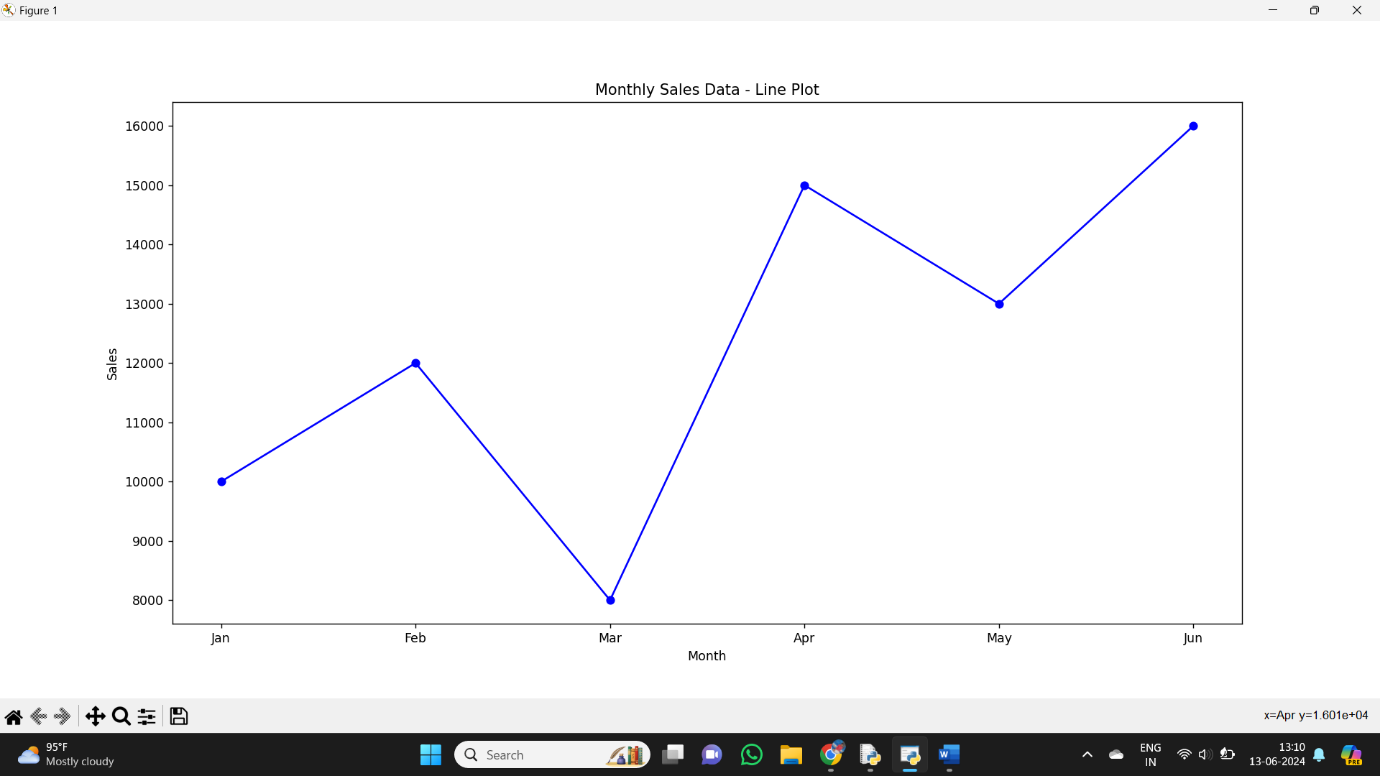 Figure 1
Monthly Sales Data - Line Plot
16000
15000
14000
13000
12000
11000
10000
9000
8000
Sales
Jan Feb Mar Apr May Jun
Month
x=Apr y=1.601e+04
95°F
Mostly cloudy
Search
ENG
IN
13:10
13-06-2024
PRE